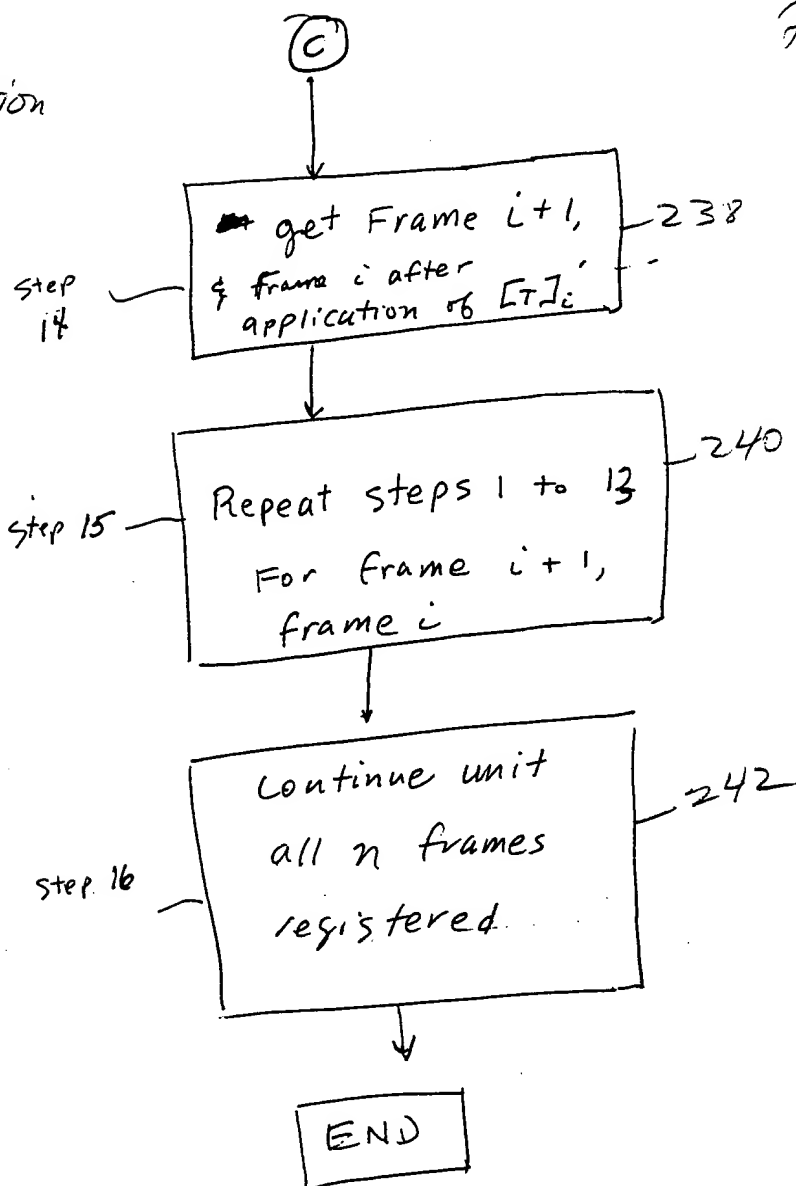 C
get Frame i+1,
& frame i after
application of [T]i
238
step
14
Repeat steps 1 to 13
For frame i+1,
frame i
240
step 15
Continue unit
all n frames
registered
242
step 16
END